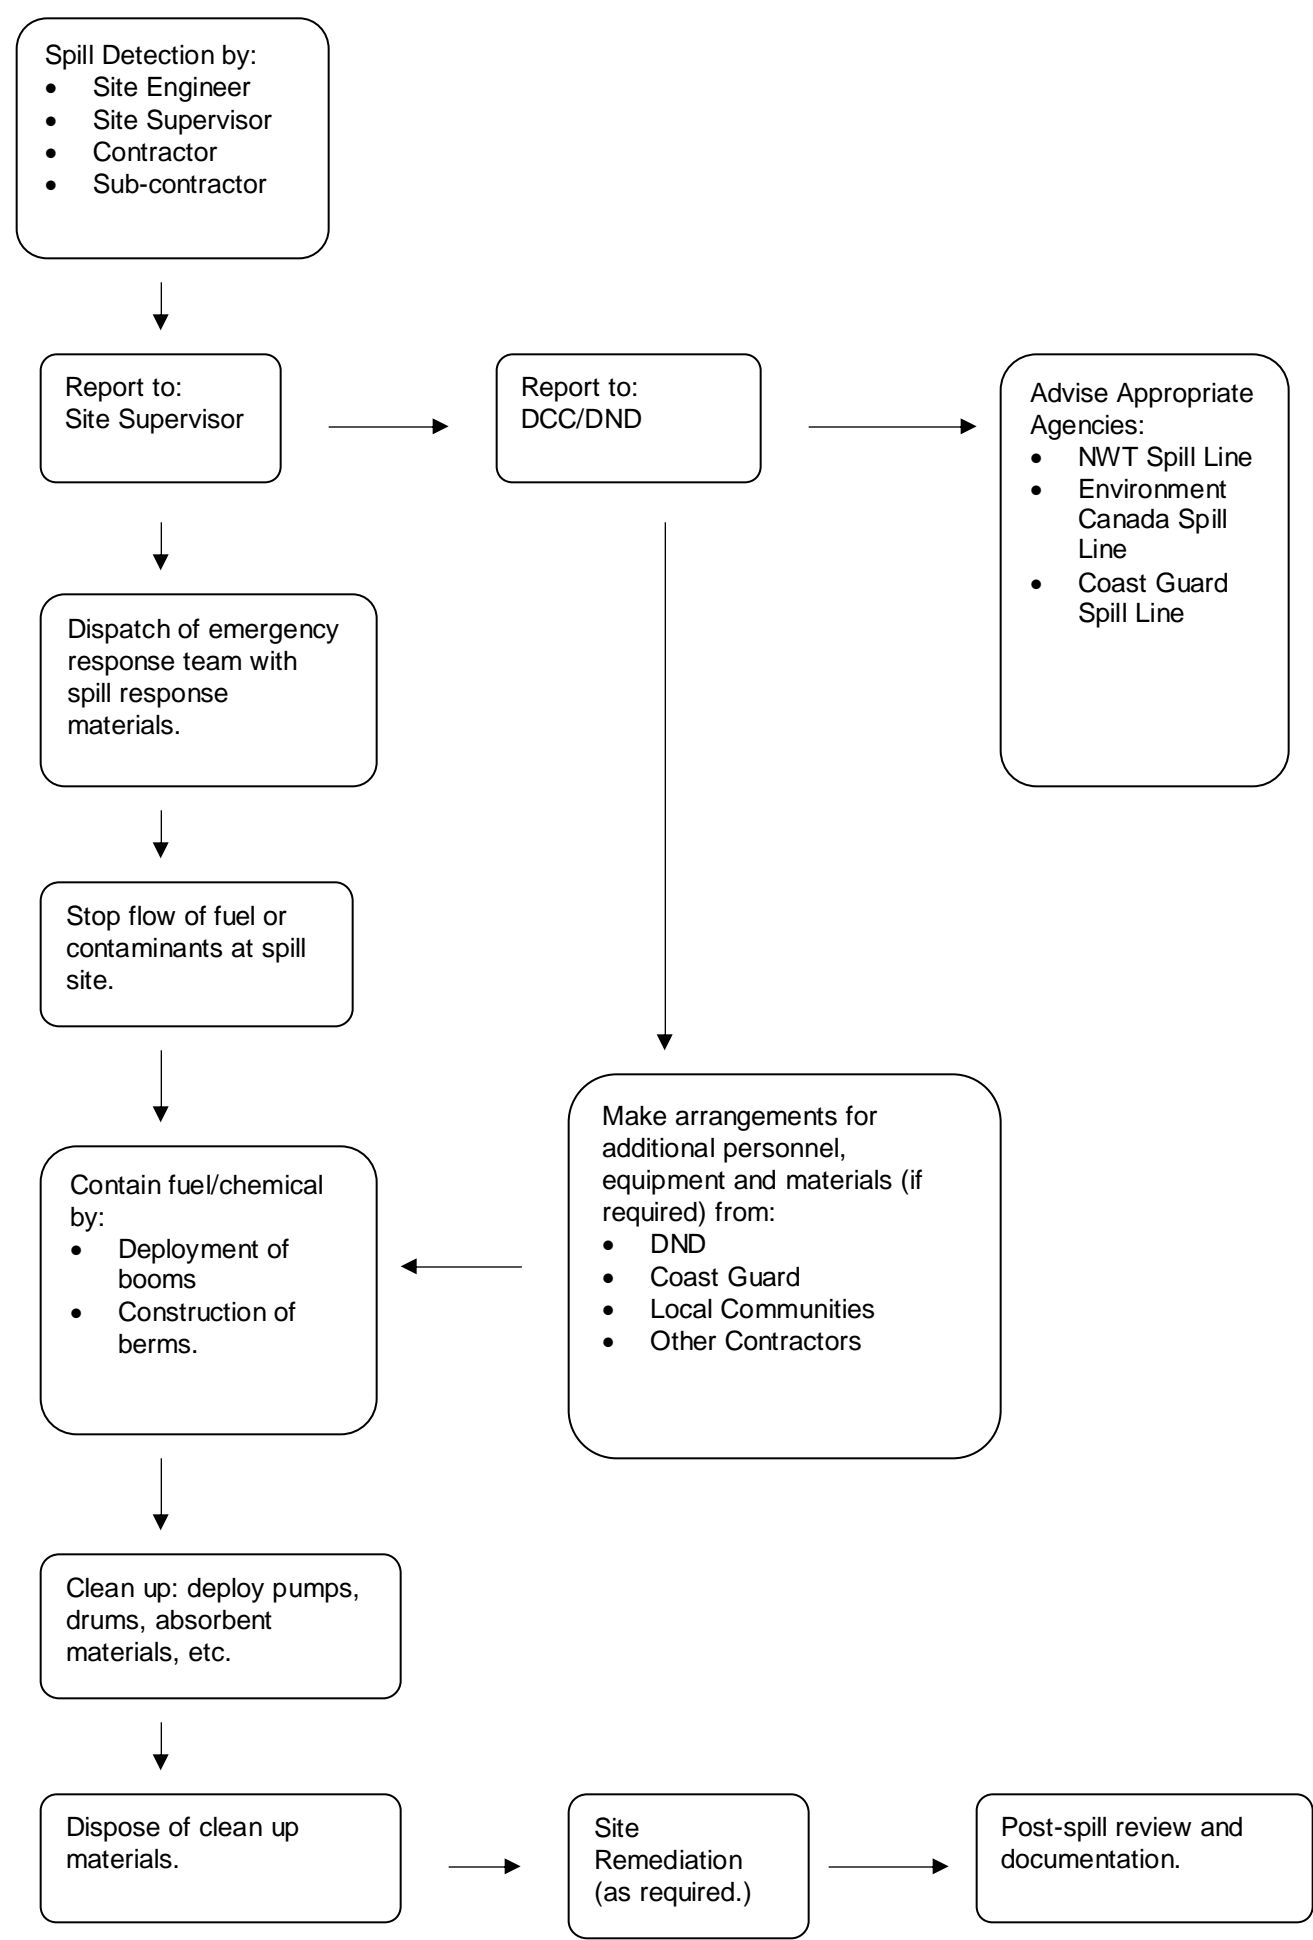 Spill Detection by:
• Site Engineer
• Site Supervisor
• Contractor
• Sub-contractor
Report to:
Site Supervisor
Report to:
DCC/DND
Advise Appropriate
Agencies:
• NWT Spill Line
• Environment
Canada Spill
Line
• Coast Guard
Spill Line
Dispatch of emergency
response team with
spill response
materials.
Stop flow of fuel or
contaminants at spill
site.
Make arrangements for
additional personnel,
equipment and materials (if
required) from:
• DND
• Coast Guard
• Local Communities
• Other Contractors
Contain fuel/chemical
by:
• Deployment of
booms
• Construction of
berms.
Clean up: deploy pumps,
drums, absorbent
materials, etc.
Dispose of clean up
materials.
Site
Remediation
(as required.)
Post-spill review and
documentation.